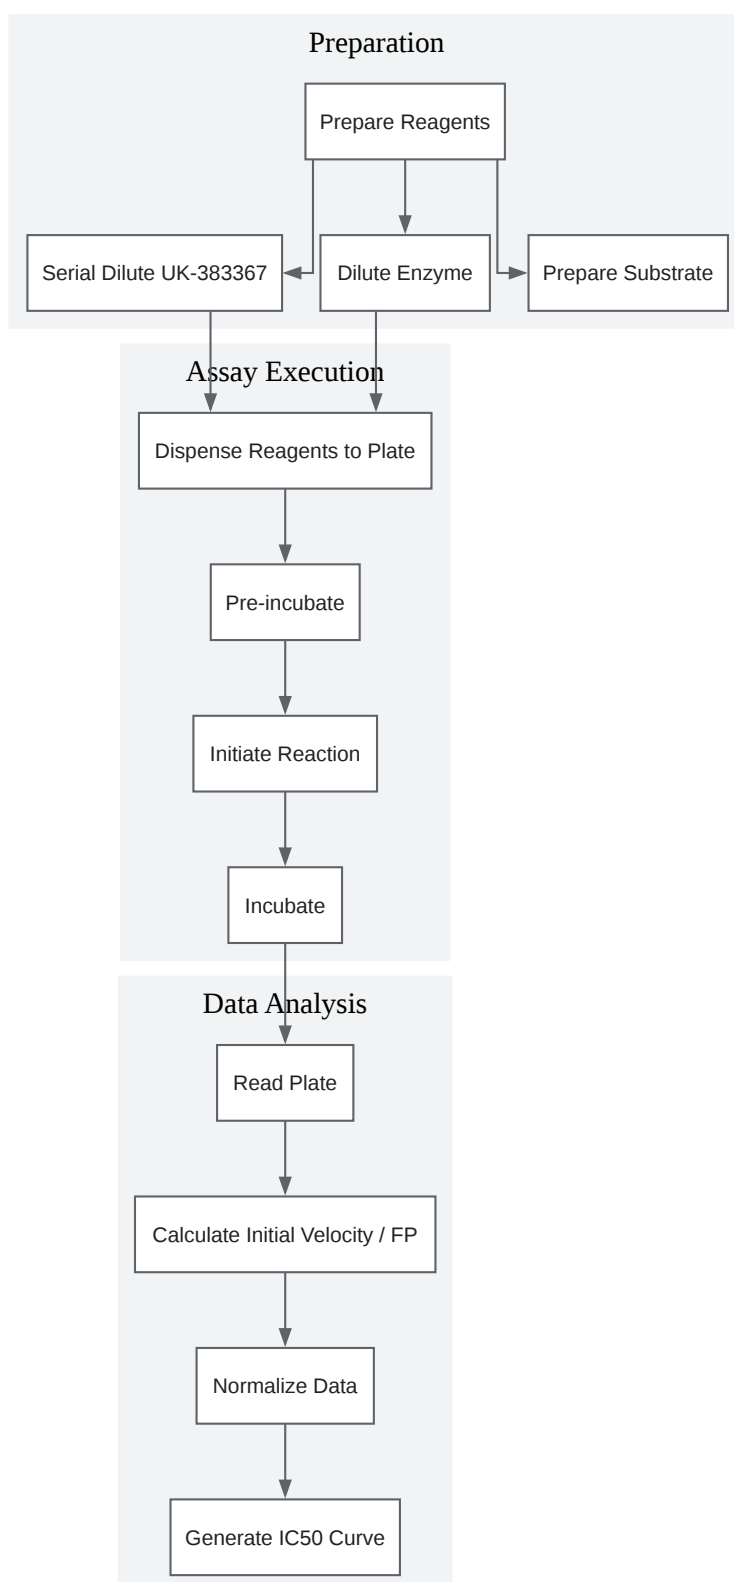 Preparation
Prepare Reagents
Serial Dilute UK-383367
Dilute Enzyme
Prepare Substrate
Assay Execution
Dispense Reagents to Plate
Pre-incubate
Initiate Reaction
Incubate
Data Analysis
Read Plate
Calculate Initial Velocity / FP
Normalize Data
Generate IC50 Curve